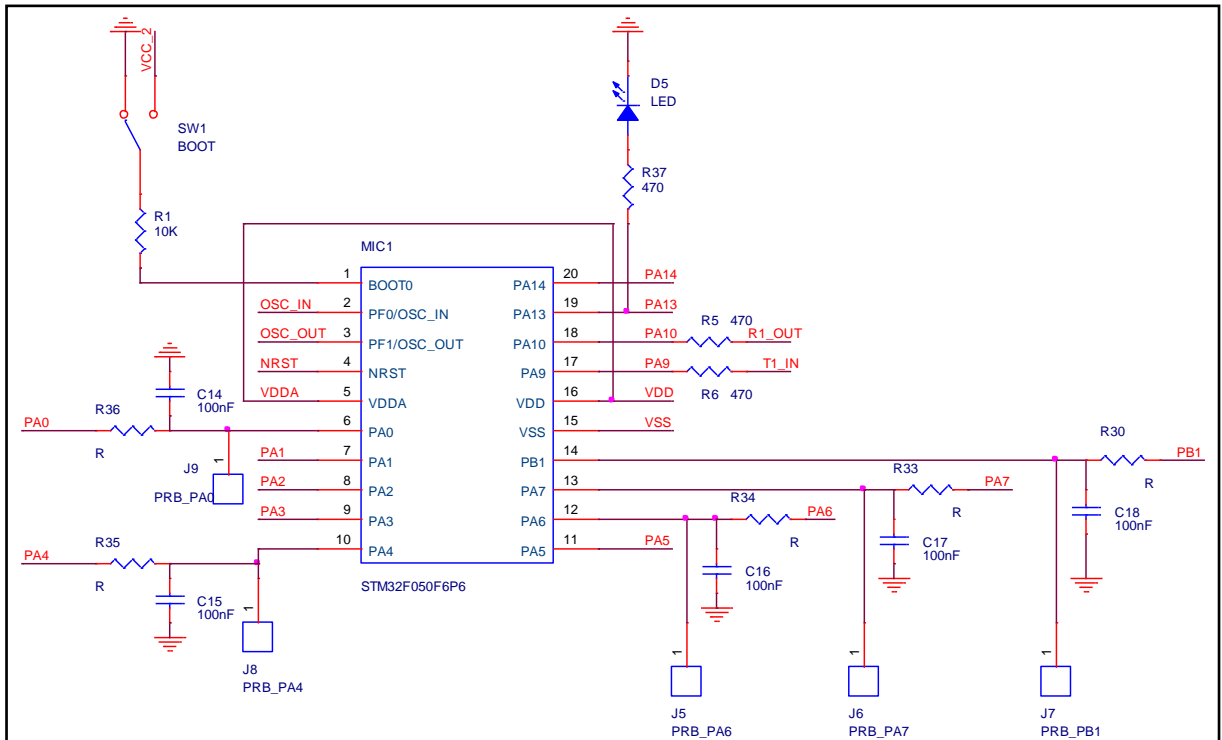 VCC_2
D5
LED
SW1
BOOT
R37
470
R1
10K
MIC1
1
BOOT0
20
PA14
PA14
OSC_IN
2
PF0/OSC_IN
19
PA13
PA13
OSC_OUT
3
PF1/OSC_OUT
18
PA10
PA10
R5 470
R1_OUT
NRST
4
NRST
17
PA9
PA9
T1_IN
R6 470
VDDA
5
VDDA
16
VDD
VDD
C14
100nF
R36
R
PA0
6
PA0
15
VSS
VSS
J9
PRB_PA0
1
PA1
7
PA1
14
PB1
R30
R
PB1
PA2
8
PA2
13
PA7
R33
R
PA7
PA3
9
PA3
12
PA6
R34
R
PA6
C18
100nF
PA4
R35
R
10
PA4
11
PA5
PA5
C17
100nF
C16
100nF
C15
100nF
STM32F050F6P6
1
J8
PRB_PA4
1
J5
PRB_PA6
1
J6
PRB_PA7
1
J7
PRB_PB1